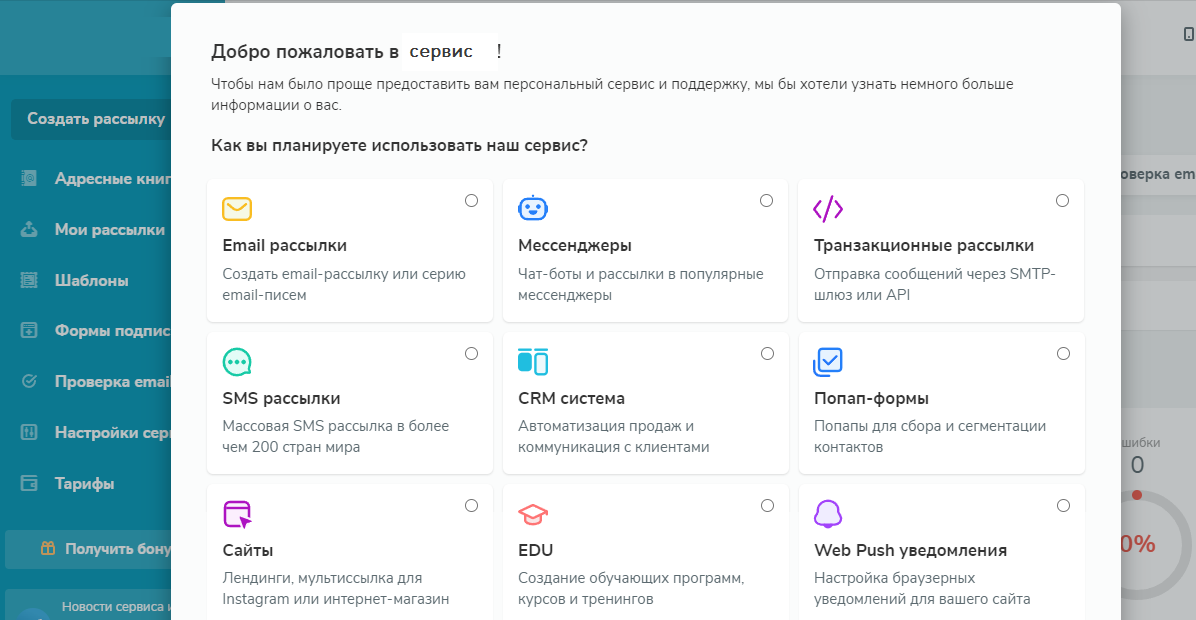 Добро пожаловать в сервис !
Чтобы нам было проще предоставить вам персональный сервис и поддержку, мы бы хотели узнать немного больше
информации о вас.
Как вы планируете использовать наш сервис?
Создать рассылку
Адресные книг
Мои рассылки
Шаблоны
Формы подпис
Проверка email
Настройки сер
Тарифы
Получить бону
Новости сервиса и
Email рассылки
Создать email-рассылку или серию
email-писем
Мессенджеры
Чат-боты и рассылки в популярные
мессенджеры
Транзакционные рассылки
Отправка сообщений через SMTP-
шлюз или API
SMS рассылки
Массовая SMS рассылка в более
чем 200 стран мира
CRM система
Автоматизация продаж и
коммуникация с клиентами
Попап-формы
Попапы для сбора и сегментации
контактов
Сайты
Лендинги, мультиссылка для
Instagram или интернет-магазин
EDU
Создание обучающих программ,
курсов и тренингов
Web Push уведомления
Настройка браузерных
уведомлений для вашего сайта
оверка em
шибки
0
0%